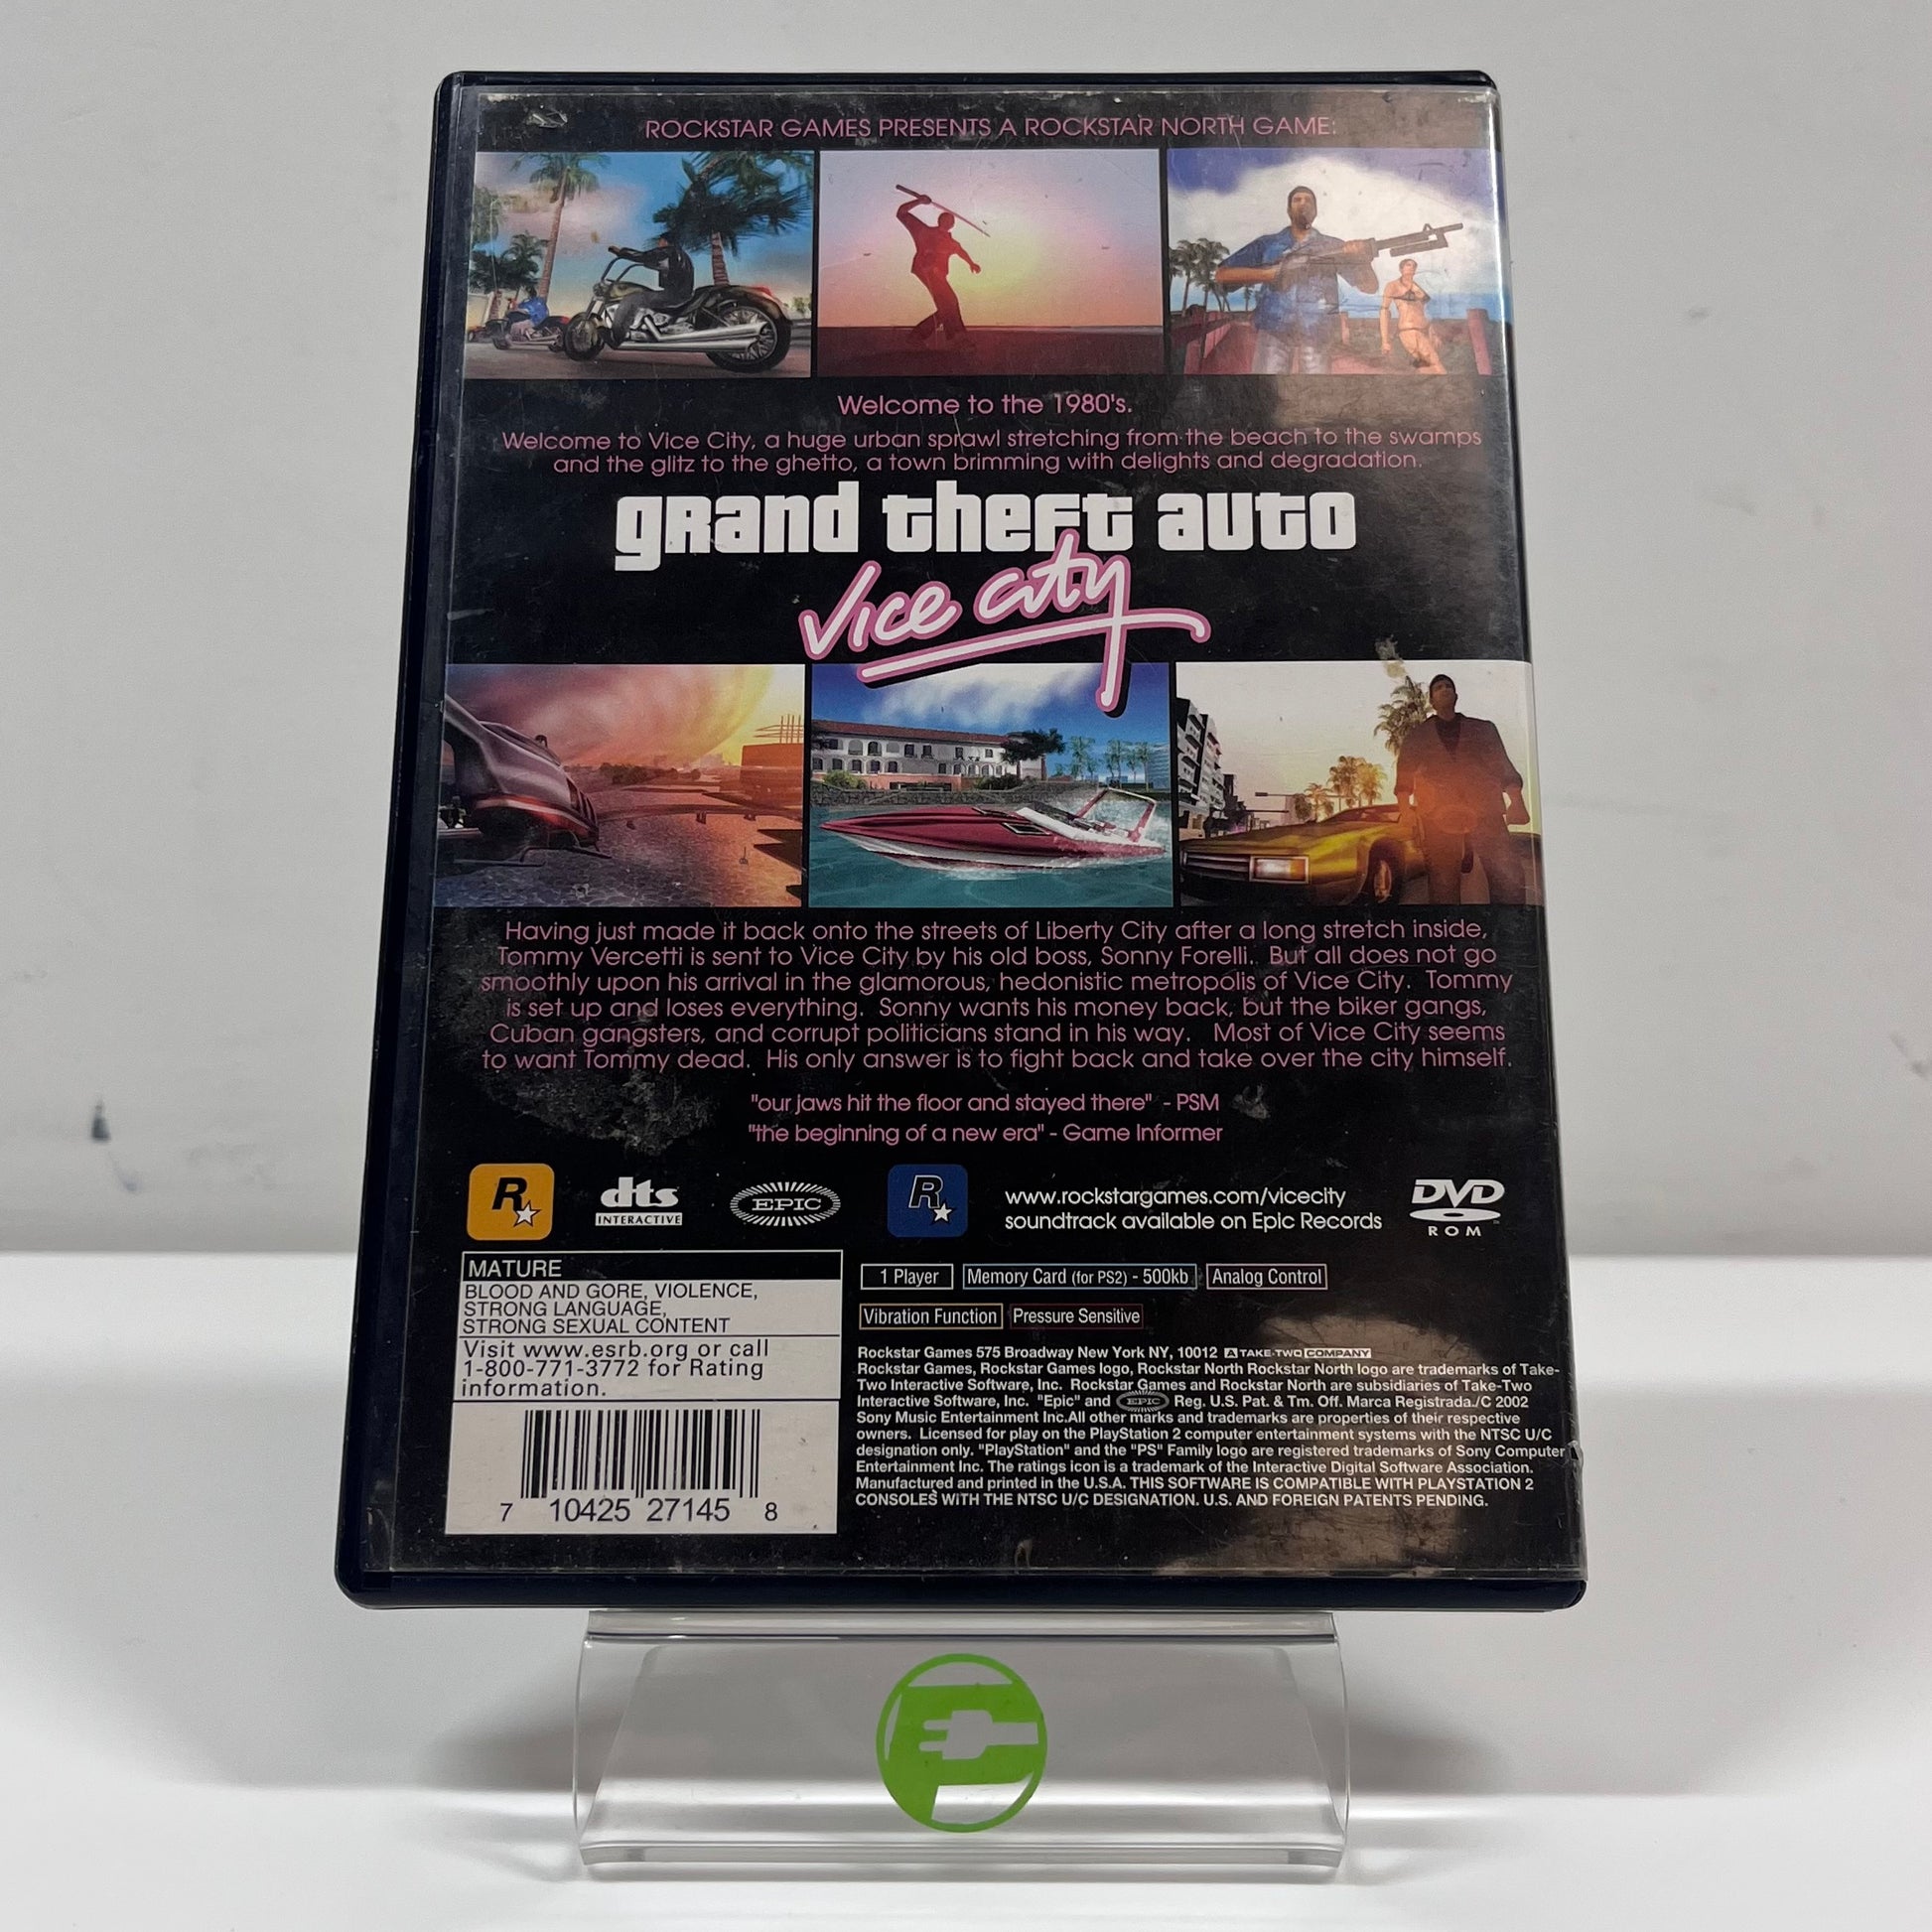 ROCKSTAR GAMES PRESENTS A ROCKSTAR NORTH GAME:
Welcome to the 1980's.
Welcome to Vice City, a huge urban sprawl stretching from the beach to the swamps
and the glitz to the ghetto, a town brimming with delights and degradation.
grand theft auto
Vice City
Having just made it back onto the streets of Liberty City after a long stretch inside,
Tommy Vercetti is sent to Vice City by his old boss, Sonny Forelli. But all does not go
smoothly upon his arrival in the glamorous, hedonistic metropolis of Vice City. Tommy
is set up and loses everything. Sonny wants his money back, but the biker gangs,
Cuban gangsters, and corrupt politicians stand in his way. Most of Vice City seems
to want Tommy dead. His only answer is to fight back and take over the city himself.
"our jaws hit the floor and stayed there" - PSM
"the beginning of a new era" - Game Informer
R
dts
INTERACTIVE
EPIC
R
www.rockstargames.com/vicecity
soundtrack available on Epic Records
DVD
ROM
MATURE
BLOOD AND GORE, VIOLENCE,
STRONG LANGUAGE,
STRONG SEXUAL CONTENT
Visit www.esrb.org or call
1-800-771-3772 for Rating
information.
7 10425 27145 8
1 Player Memory Card (for PS2) - 500kb Analog Control
Vibration Function Pressure Sensitive
Rockstar Games 575 Broadway New York NY, 10012 A TAKE-TWO COMPANY
Rockstar Games, Rockstar Games logo, Rockstar North Rockstar North logo are trademarks of Take-
Two Interactive Software, Inc. Rockstar Games and Rockstar North are subsidiaries of Take-Two
Interactive Software, Inc. "Epic" and EPIC Reg. U.S. Pat. & Tm. Off. Marca Registrada./C 2002
Sony Music Entertainment Inc.All other marks and trademarks are properties of their respective
owners. Licensed for play on the PlayStation 2 computer entertainment systems with the NTSC U/C
designation only. "PlayStation" and the "PS" Family logo are registered trademarks of Sony Computer
Entertainment Inc. The ratings icon is a trademark of the Interactive Digital Software Association.
Manufactured and printed in the U.S.A. THIS SOFTWARE IS COMPATIBLE WITH PLAYSTATION 2
CONSOLES WITH THE NTSC U/C DESIGNATION. U.S. AND FOREIGN PATENTS PENDING.